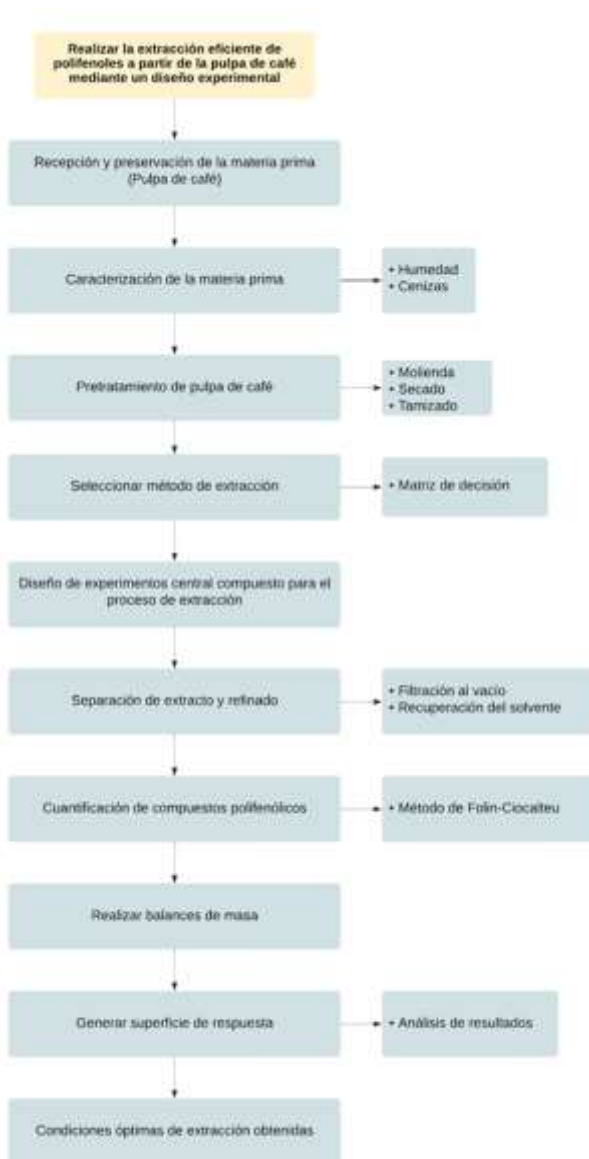 Realizar la extracción eficiente de
polifenoles a partir de la pulpa de café
mediante un diseño experimental
Recepción y preservación de la materia prima
(Pulpa de café)
Caracterización de la materia prima
• Humedad
• Cenizas
Pretratamiento de pulpa de café
• Molienda
• Secado
• Tamizado
Seleccionar método de extracción
• Matriz de decisión
Diseño de experimentos central compuesto para el
proceso de extracción
Separación de extracto y refinado
• Filtración al vacío
• Recuperación del solvente
Cuantificación de compuestos polifenólicos
• Método de Folin-Ciocalteu
Realizar balances de masa
Generar superficie de respuesta
• Análisis de resultados
Condiciones óptimas de extracción obtenidas